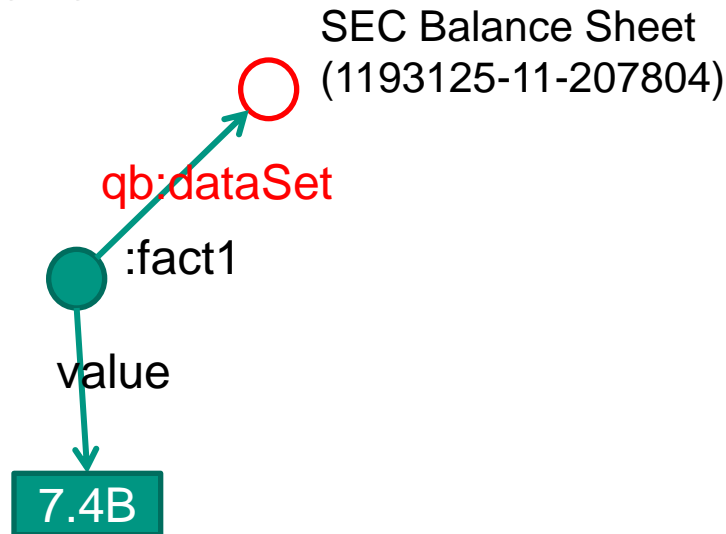 SEC Balance Sheet
(1193125-11-207804)
qb:dataSet
:fact1
value
7.4B